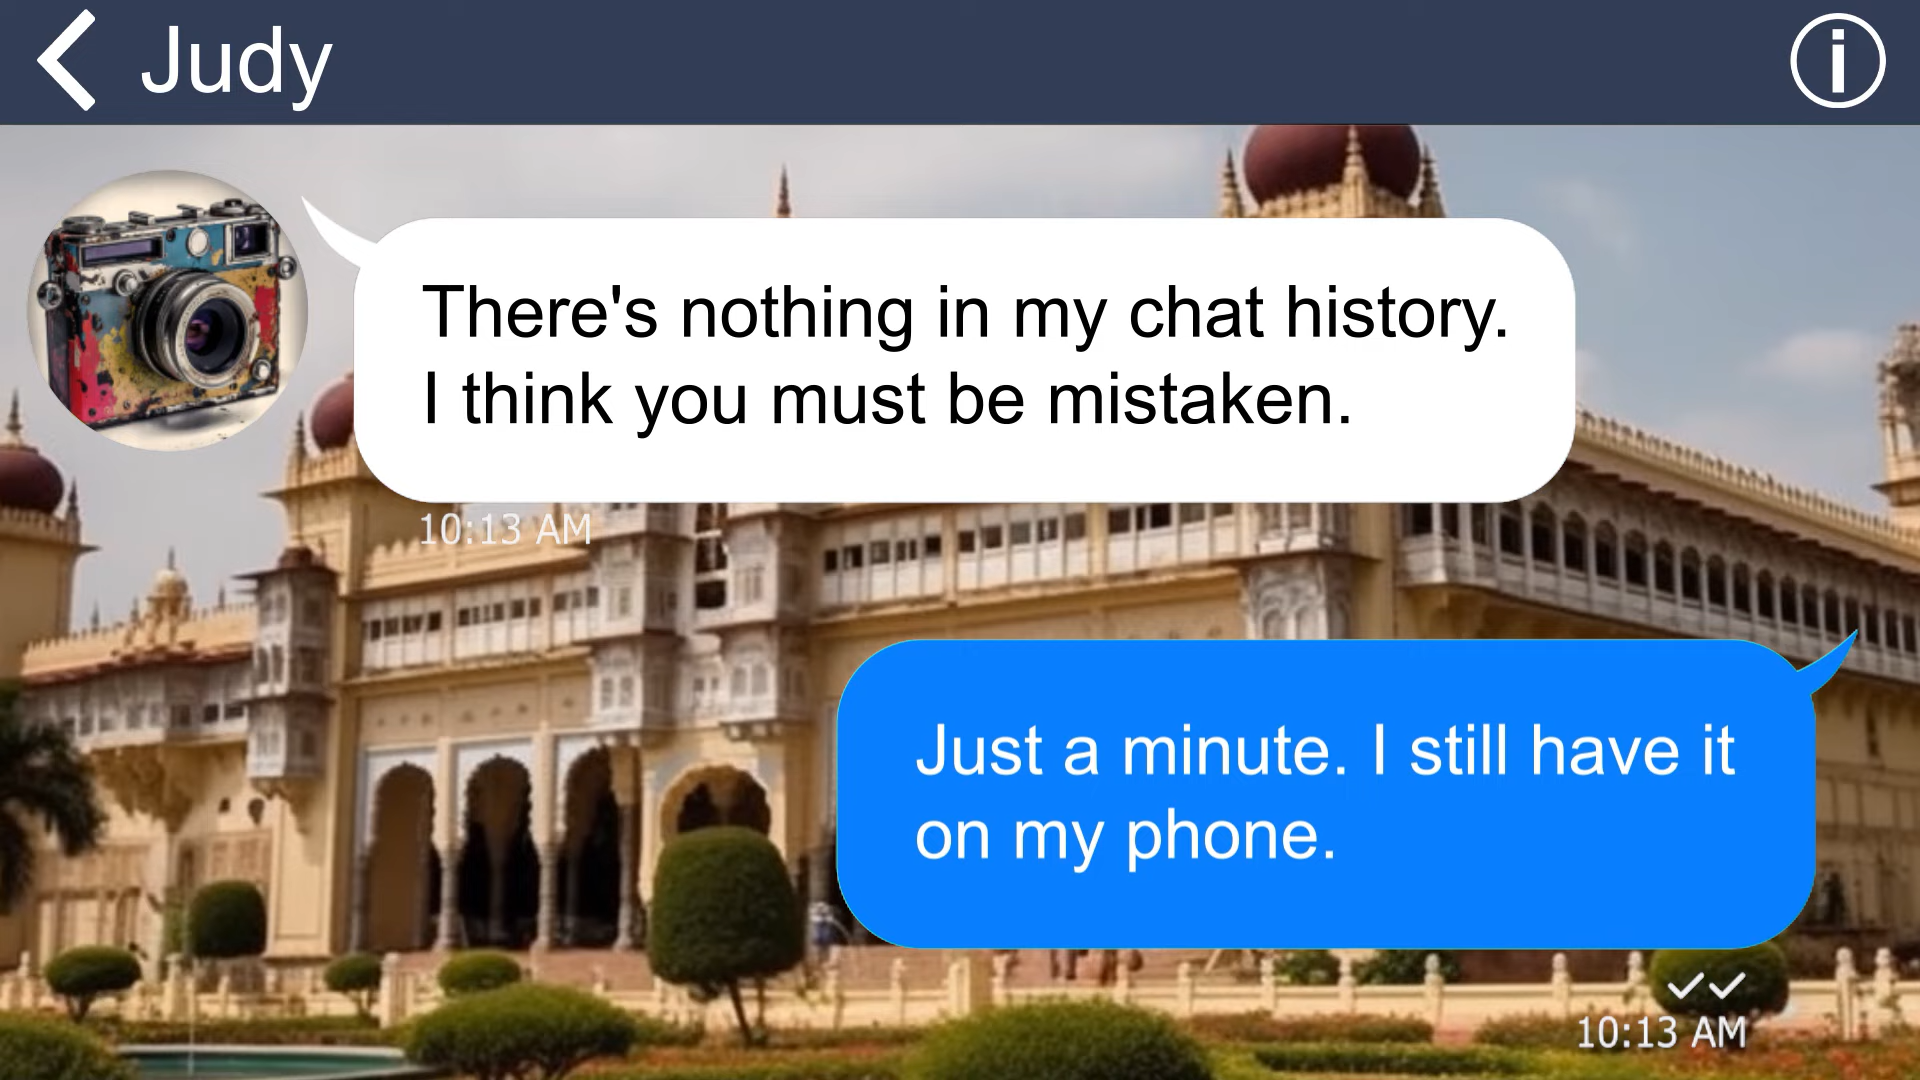 Judy
There's nothing in my chat history.
I think you must be mistaken.
10:13 AM
Just a minute. I still have it
on my phone.
10:13 AM